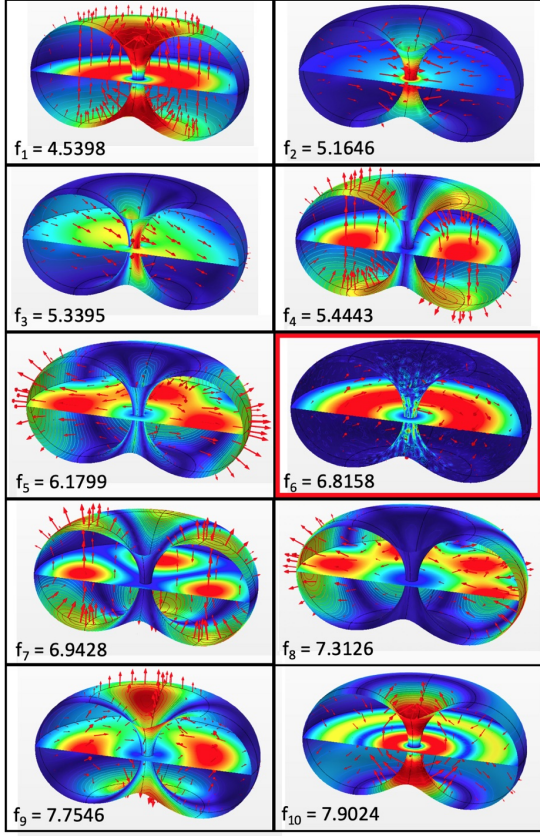 f₁ = 4.5398
f₂ = 5.1646
f₃ = 5.3395
f₄ = 5.4443
f₅ = 6.1799
f₆ = 6.8158
f₇ = 6.9428
f₈ = 7.3126
f₉ = 7.7546
f₁₀ = 7.9024